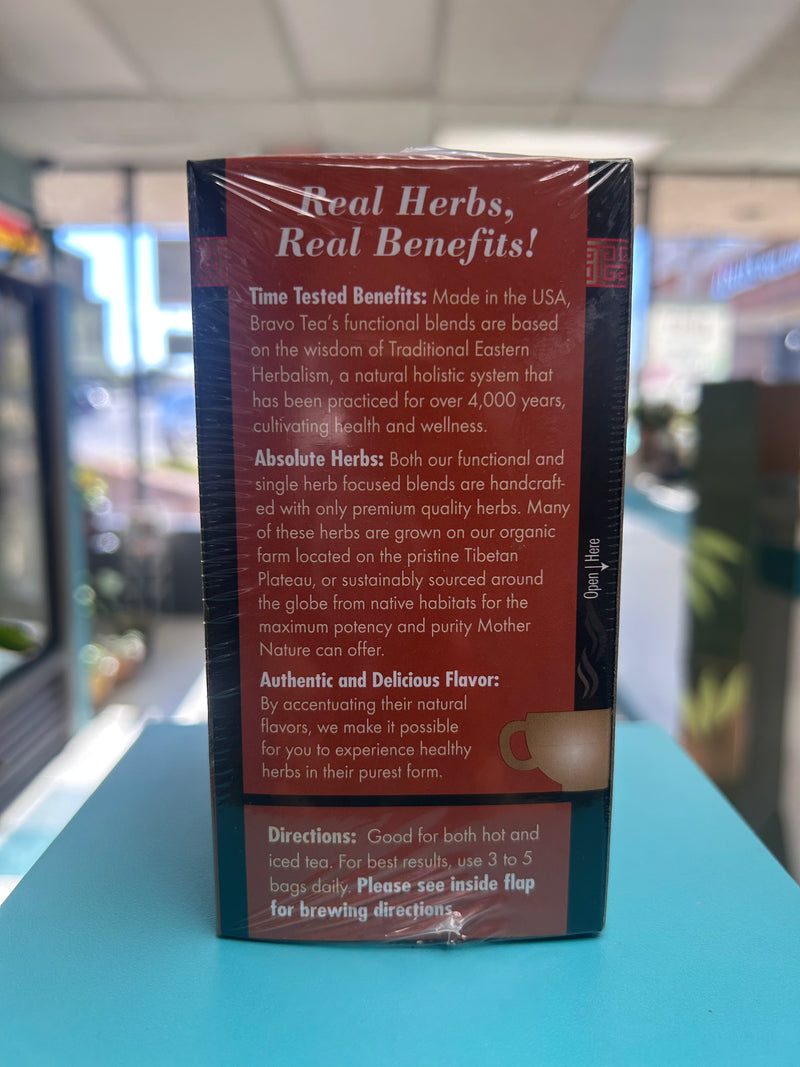 Real Herbs,
Real Benefits!
Time Tested Benefits: Made in the USA,
Bravo Tea's functional blends are based
on the wisdom of Traditional Eastern
Herbalism, a natural holistic system that
has been practiced for over 4,000 years,
cultivating health and wellness.
Absolute Herbs: Both our functional and
single herb focused blends are handcraft-
ed with only premium quality herbs. Many
of these herbs are grown on our organic
farm located on the pristine Tibetan
Plateau, or sustainably sourced around
the globe from native habitats for the
maximum potency and purity Mother
Nature can offer.
Authentic and Delicious Flavor:
By accentuating their natural
flavors, we make it possible
for you to experience healthy
herbs in their purest form.
Open Here
Directions: Good for both hot and
iced tea. For best results, use 3 to 5
bags daily. Please see inside flap
for brewing directions.